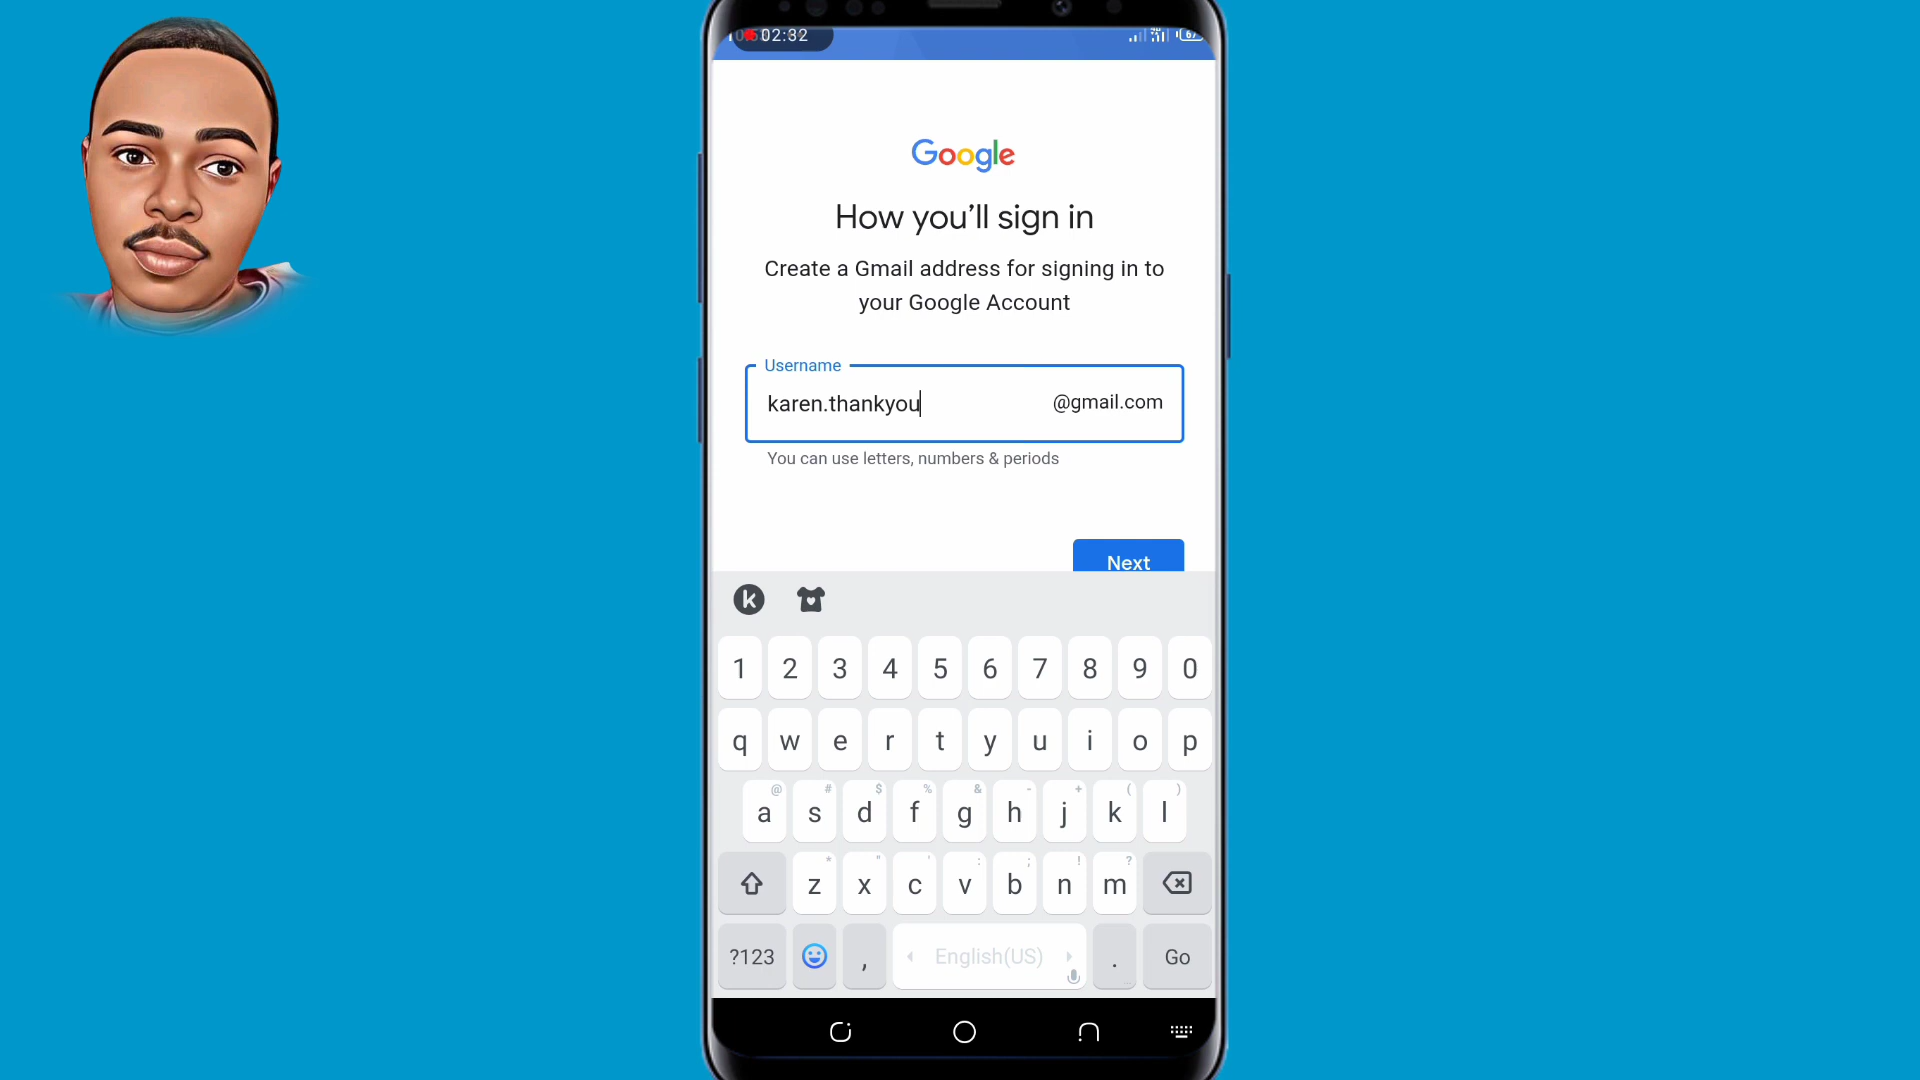 02:32
67
Google
How you'll sign in
Create a Gmail address for signing in to
your Google Account
Username
karen.thankyou
@gmail.com
You can use letters, numbers & periods
Next
k
1 2 3 4 5 6 7 8 9 0
q w e r t y u i o p
@ # $ % & - + ( )
a s d f g h j k l
* " ' : ; ! ?
z x c v b n m
?123 , English(US) . Go